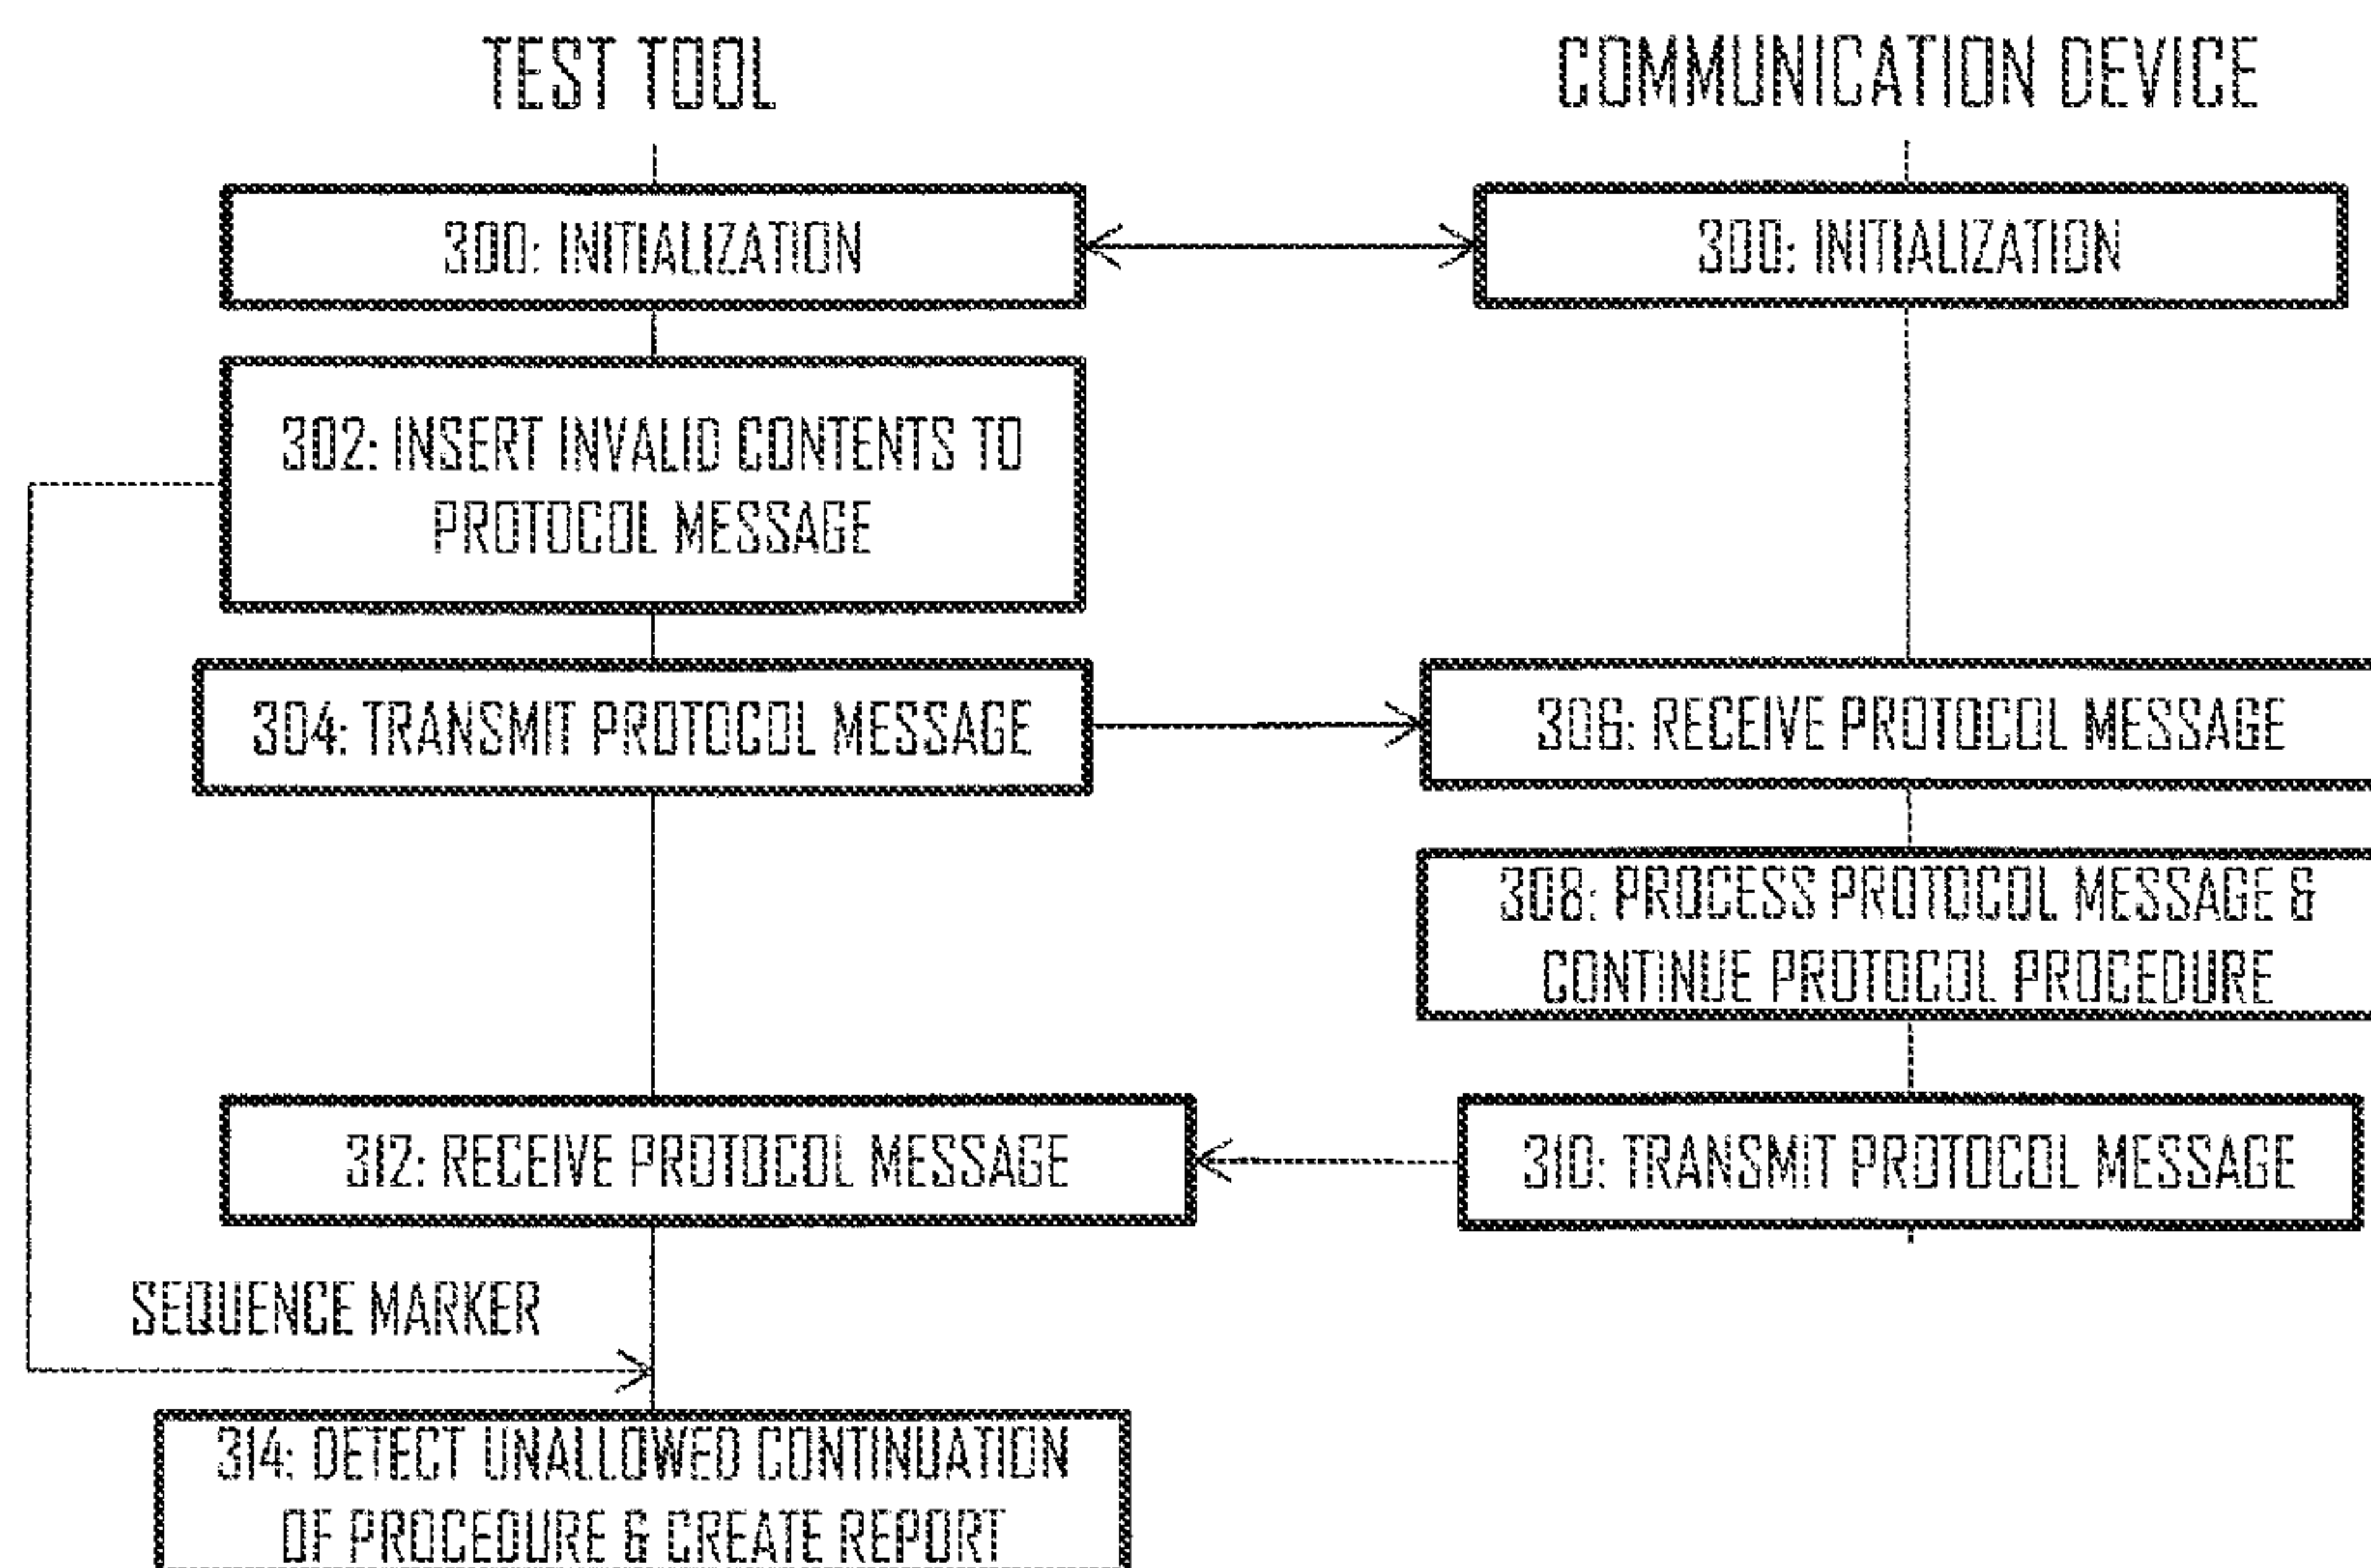 TEST TOOL
COMMUNICATION DEVICE
300: INITIALIZATION
300: INITIALIZATION
302: INSERT INVALID CONTENTS TO
PROTOCOL MESSAGE
304: TRANSMIT PROTOCOL MESSAGE
306: RECEIVE PROTOCOL MESSAGE
308: PROCESS PROTOCOL MESSAGE &
CONTINUE PROTOCOL PROCEDURE
312: RECEIVE PROTOCOL MESSAGE
310: TRANSMIT PROTOCOL MESSAGE
SEQUENCE MARKER
314: DETECT UNALLOWED CONTINUATION
OF PROCEDURE & CREATE REPORT